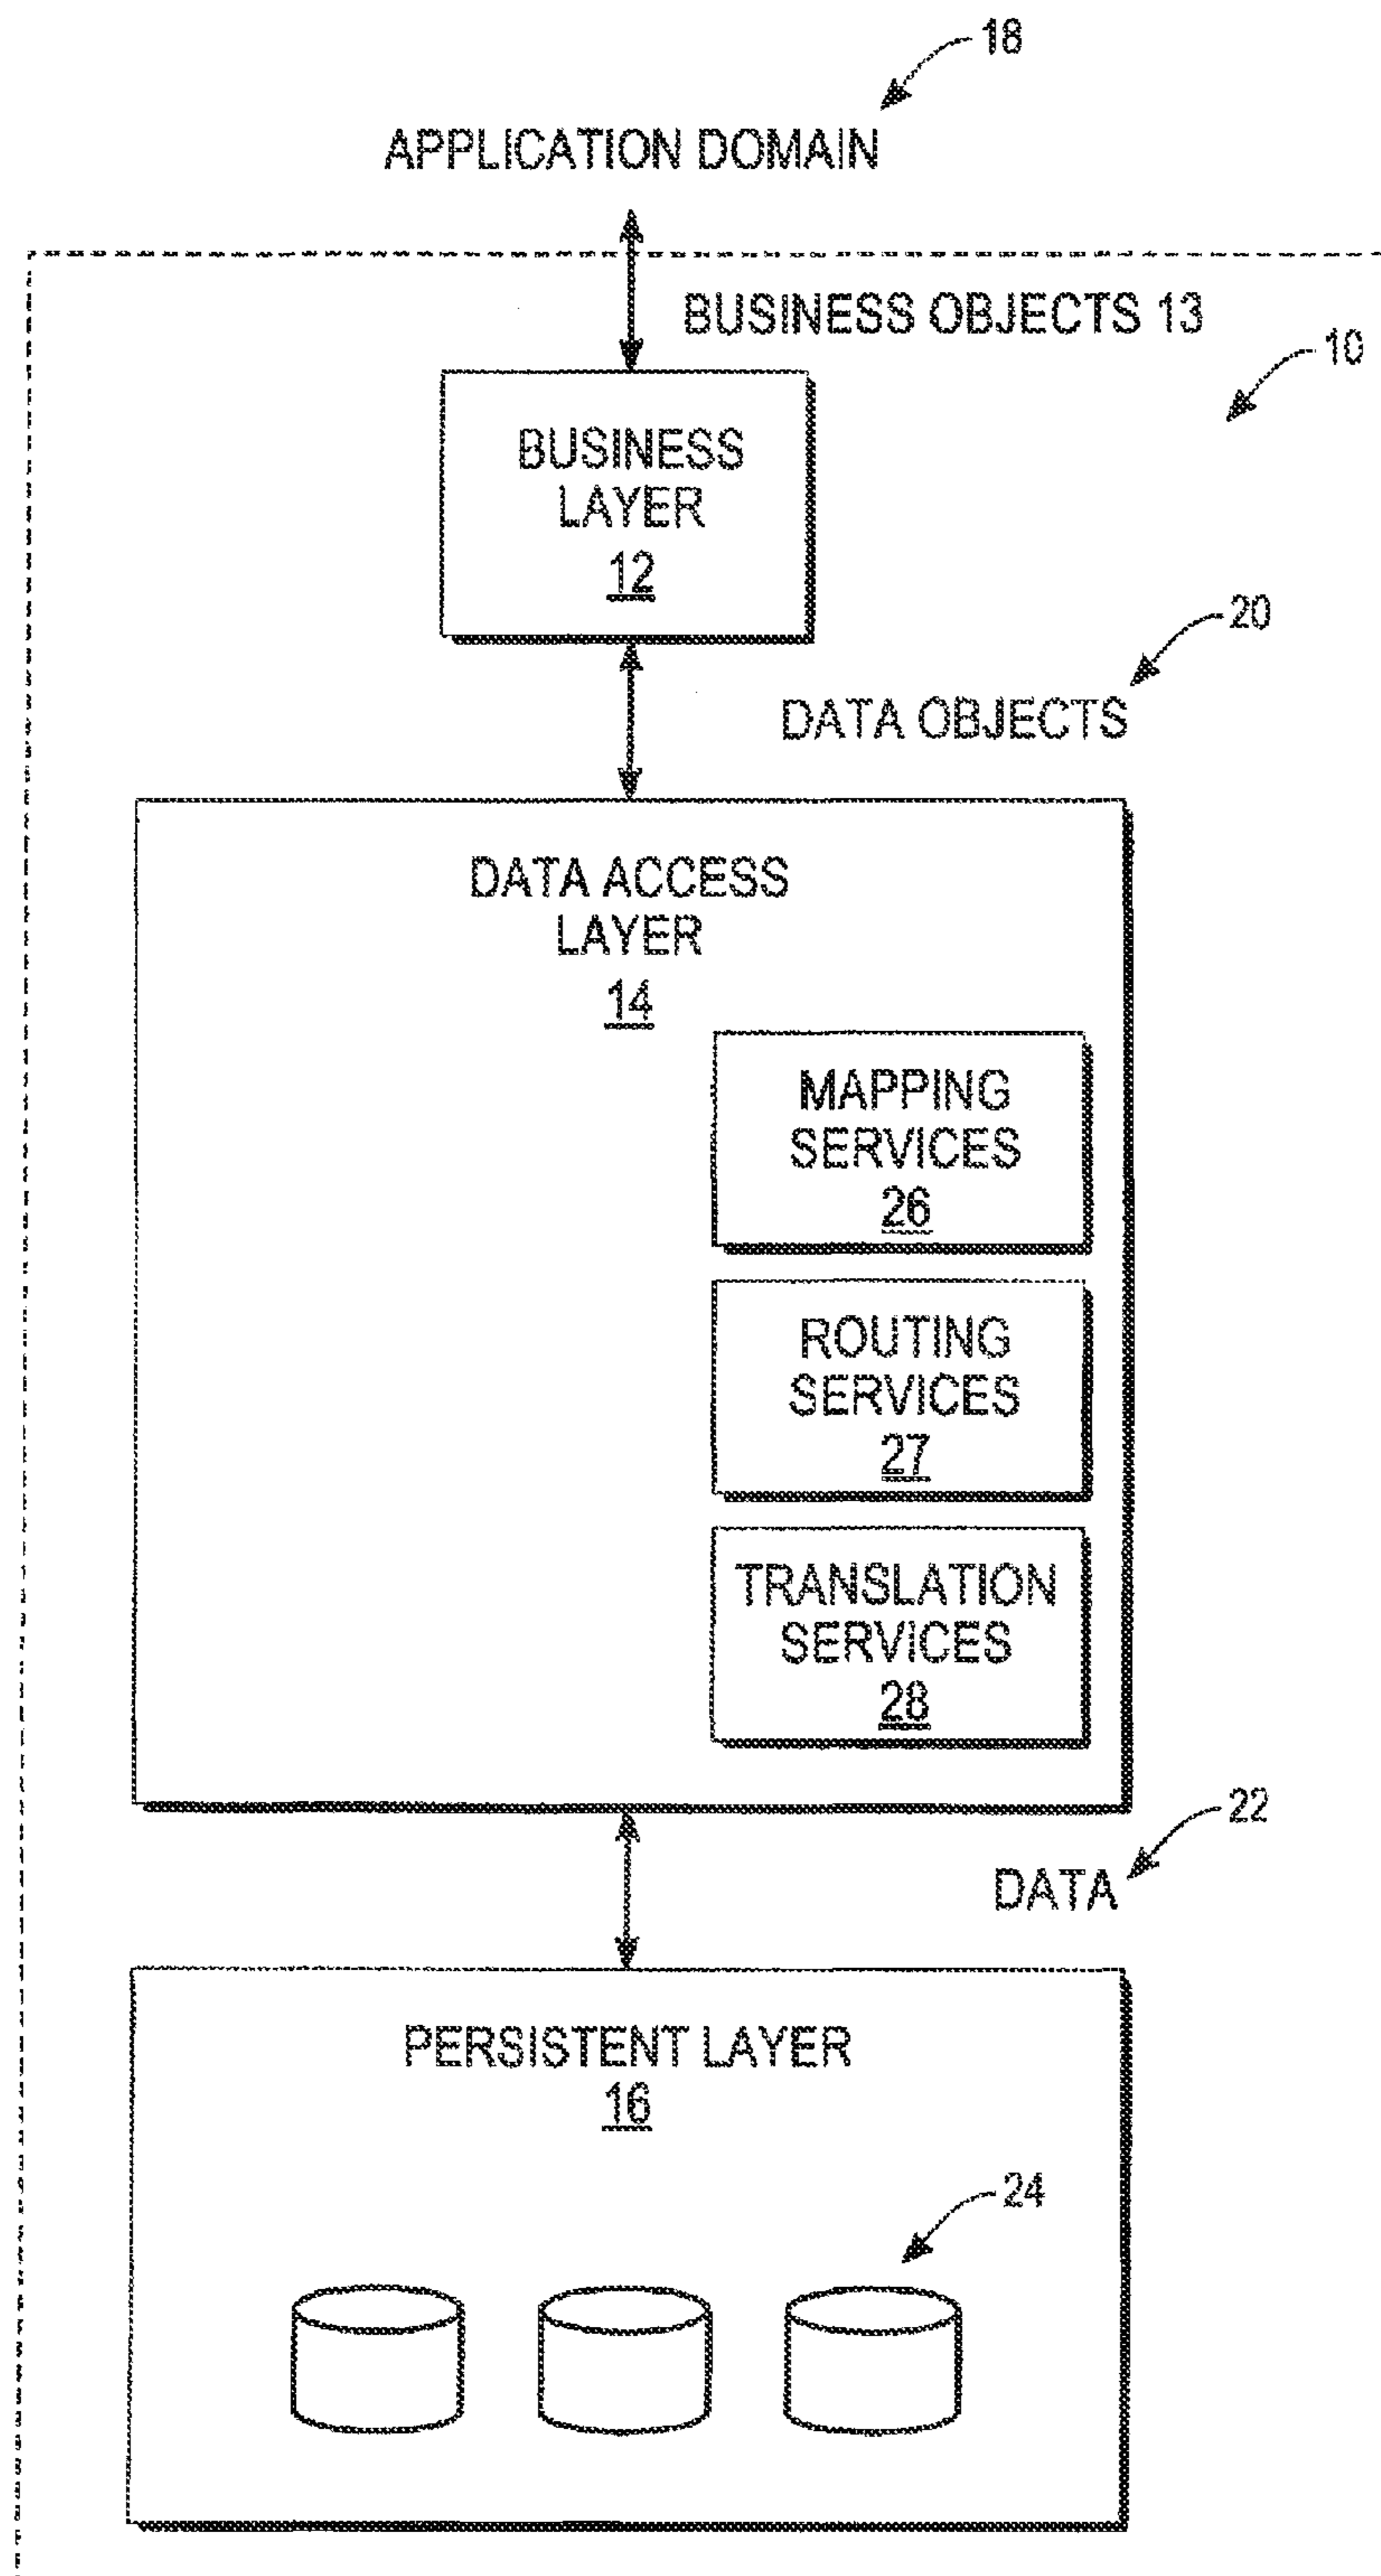 18
APPLICATION DOMAIN
BUSINESS OBJECTS 13
10
BUSINESS
LAYER
12
20
DATA OBJECTS
DATA ACCESS
LAYER
14
MAPPING
SERVICES
26
ROUTING
SERVICES
27
TRANSLATION
SERVICES
28
22
DATA
PERSISTENT LAYER
16
24